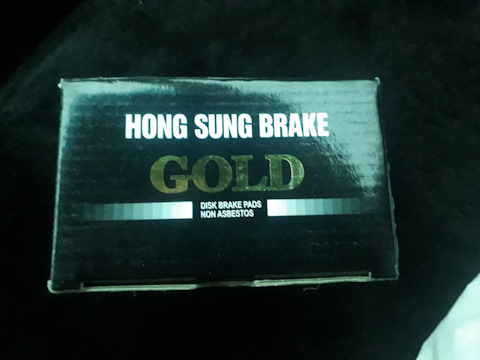 HONG SUNG BRAKE
GOLD
DISK BRAKE PADS
NON ASBESTOS